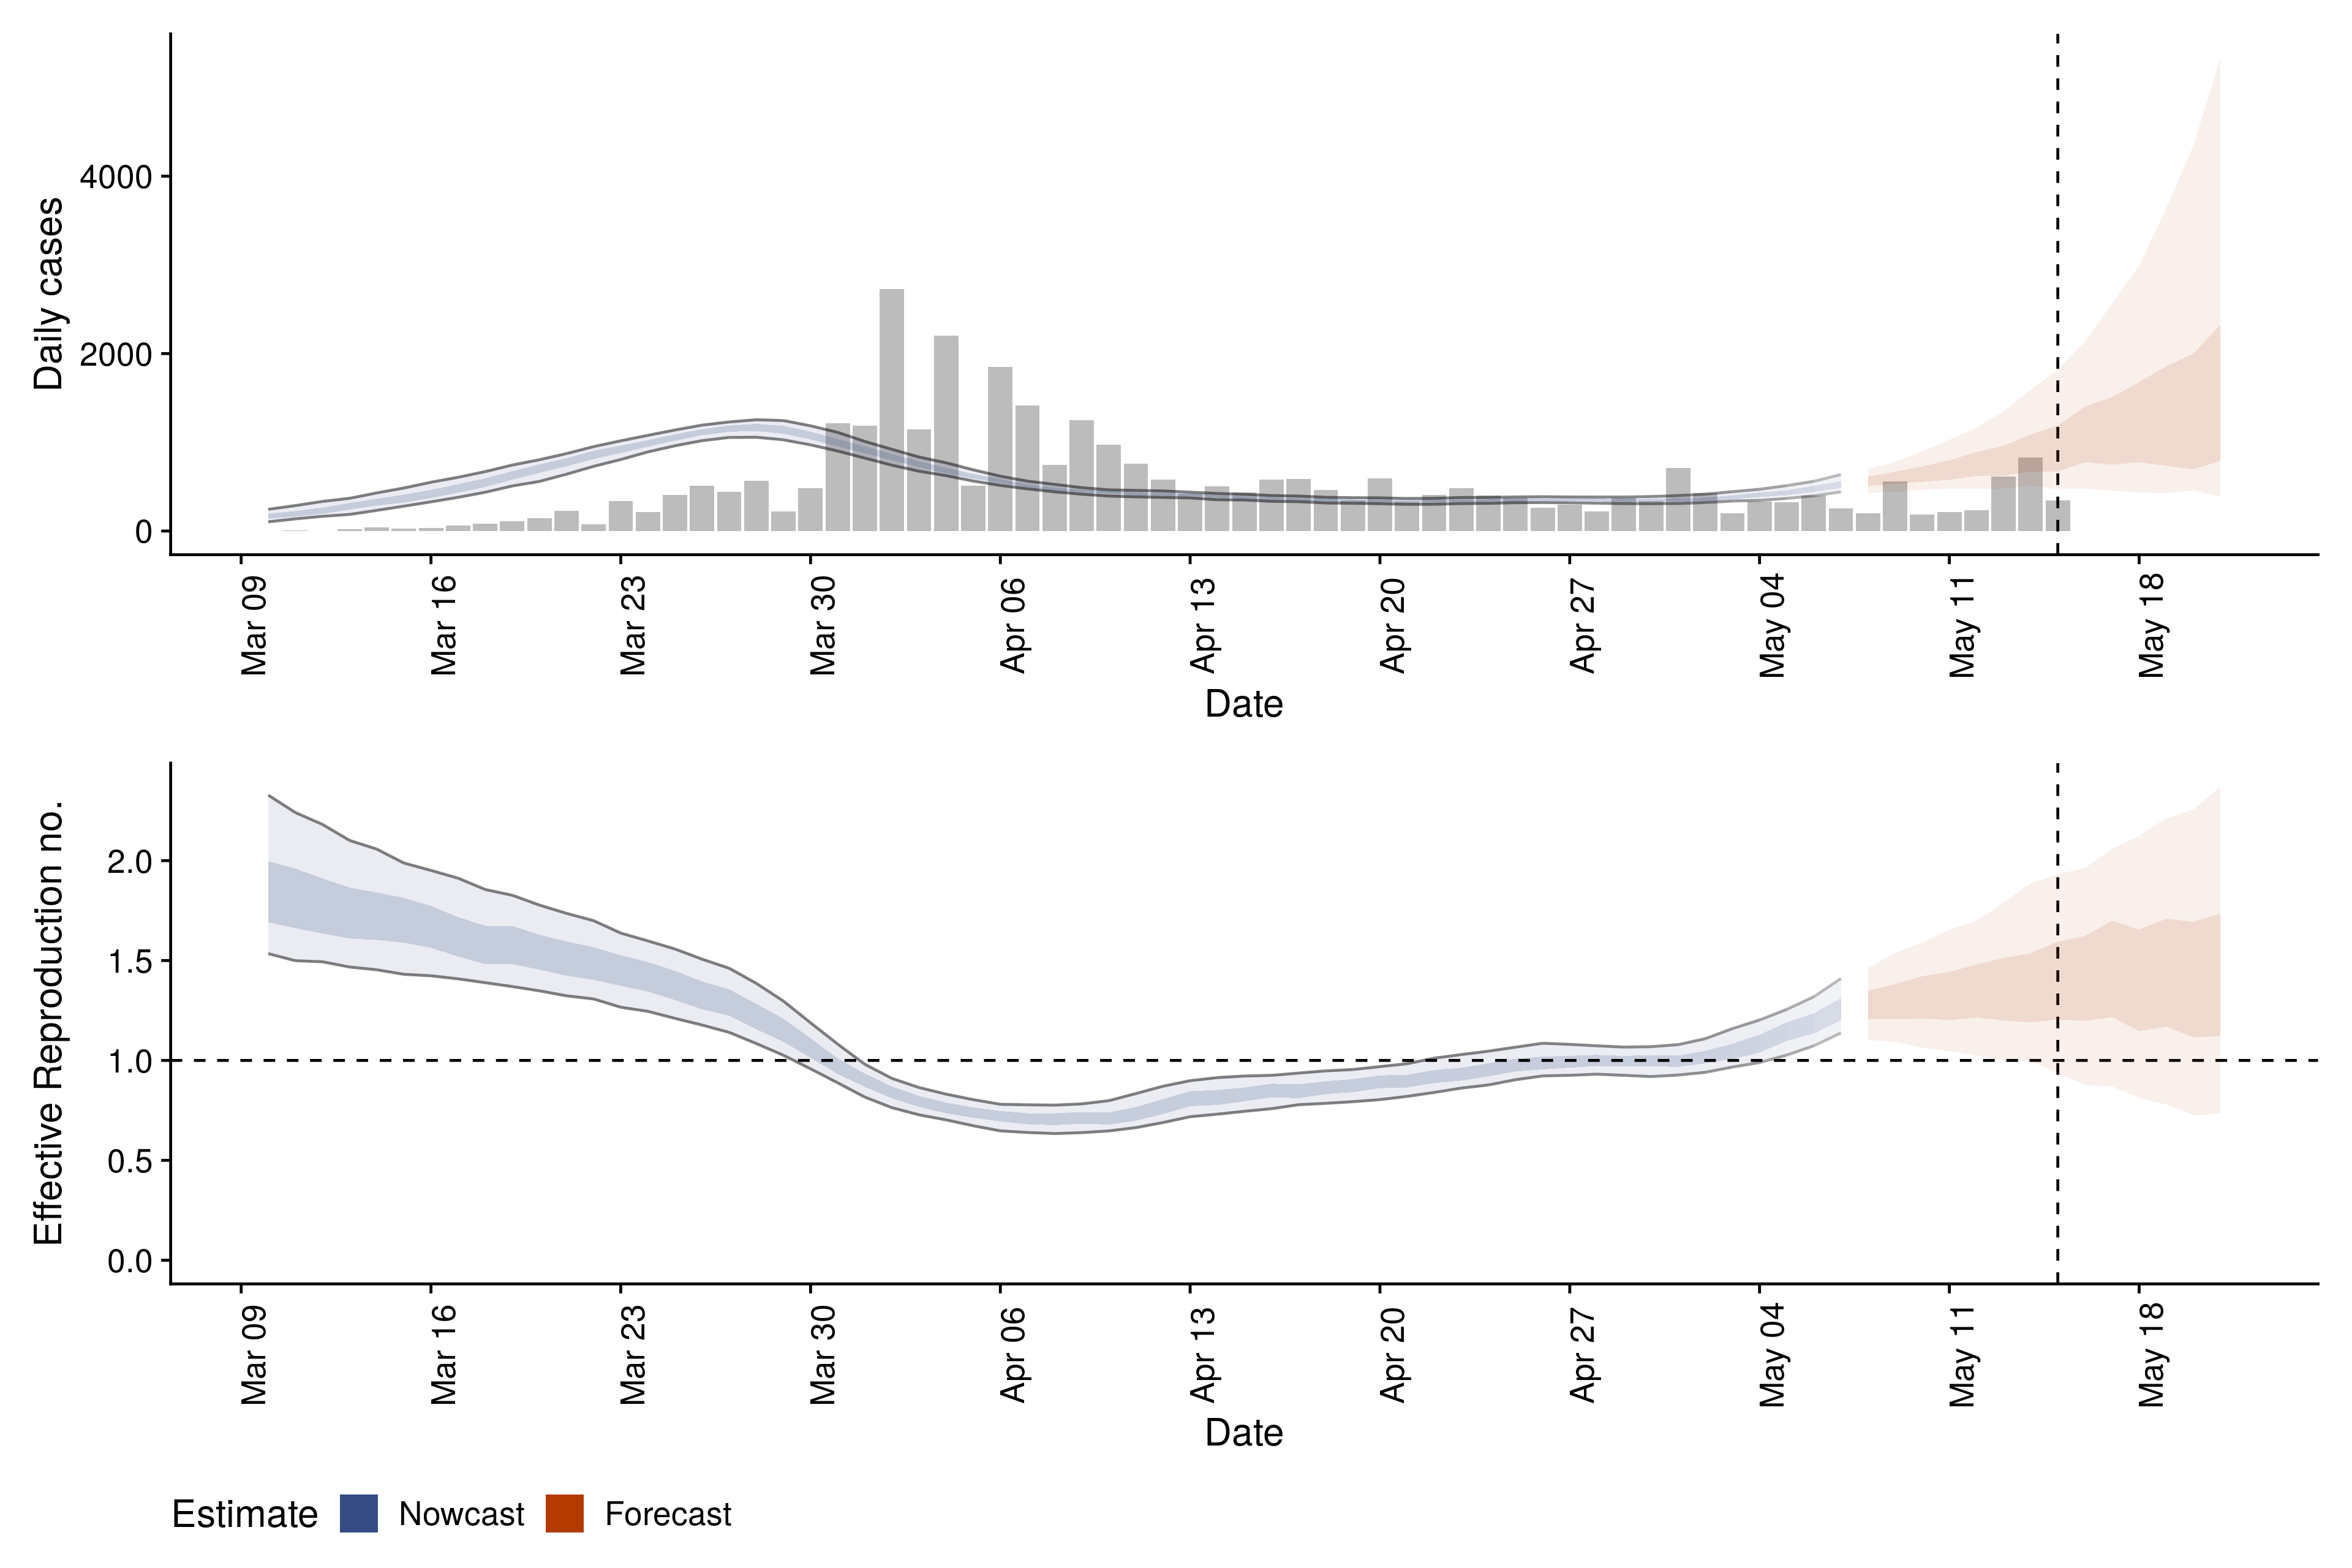 Daily cases
4000
2000
0
Mar 09
Mar 16
Mar 23
Mar 30
Apr 06
Apr 13
Apr 20
Apr 27
May 04
May 11
May 18
Date
Effective Reproduction no.
2.0
1.5
1.0
0.5
0.0
Mar 09
Mar 16
Mar 23
Mar 30
Apr 06
Apr 13
Apr 20
Apr 27
May 04
May 11
May 18
Date
Estimate Nowcast Forecast